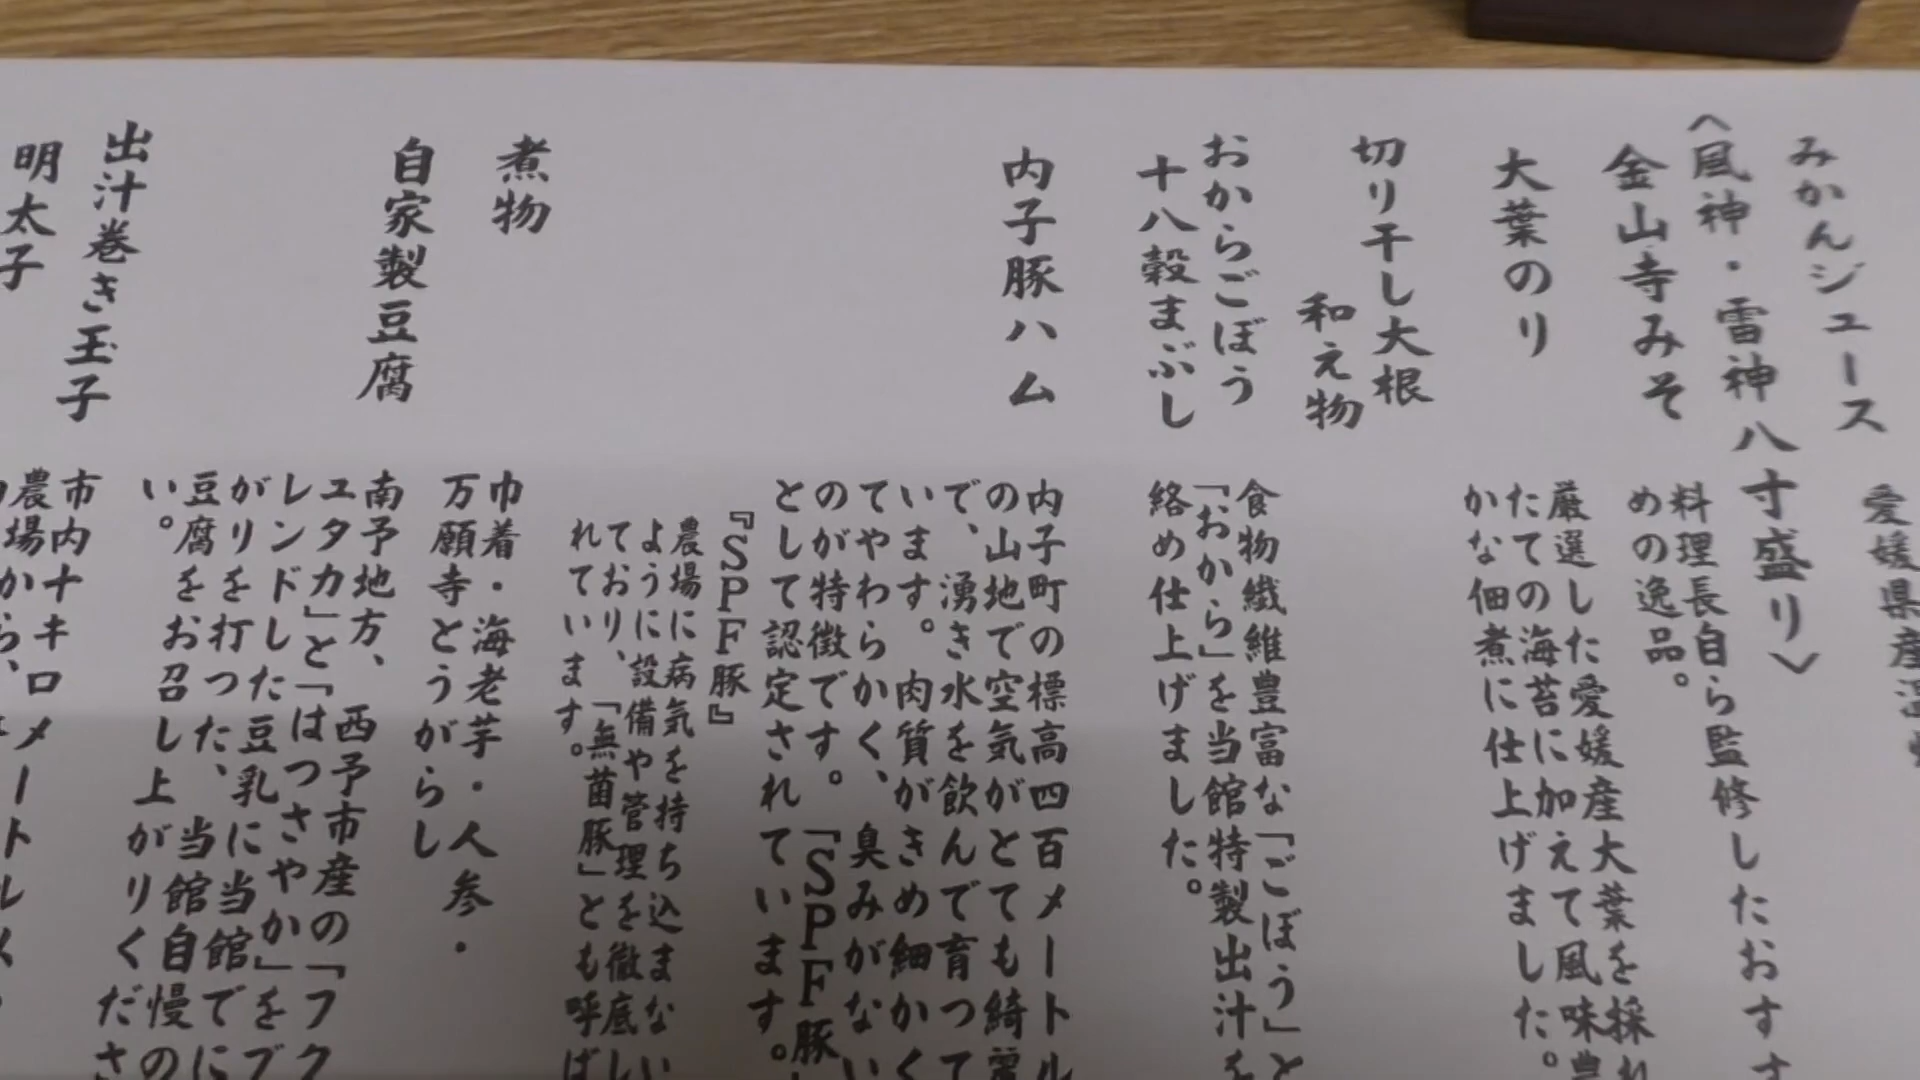 みかんジュース
愛媛県産温
〈風神・雷神 八寸盛り〉
金山寺みそ
料理長自ら監修したおすす
めの逸品。
大葉のり
厳選した愛媛産大葉を採れ
たての海苔に加えて風味豊
かな佃煮に仕上げました。
切り干し大根
和え物
おからごぼう
十八穀まぶし
食物繊維豊富な「ごぼう」と
「おから」を当館特製出汁を
絡め仕上げました。
内子豚ハム
内子町の標高四百メートル
の山地で空気がとても綺麗
で、湧き水を飲んで育って
います。肉質がきめ細かく
てやわらかく、臭みがない
のが特徴です。「SPF豚」
として認定されています。
『SPF豚』
農場に病気を持ち込まない
ように設備や管理を徹底し
ており、「無菌豚」とも呼ば
れています。
煮物
巾着・海老芋・人参・
万願寺とうがらし
自家製豆腐
南予地方、西予市産の「フク
ユタカ」と「はつさやか」をブ
レンドした豆乳に当館でに
がりを打った、当館自慢の
豆腐をお召し上がりくださ
い。
出汁巻き玉子
市内十キロメートル
農場から、
明太子